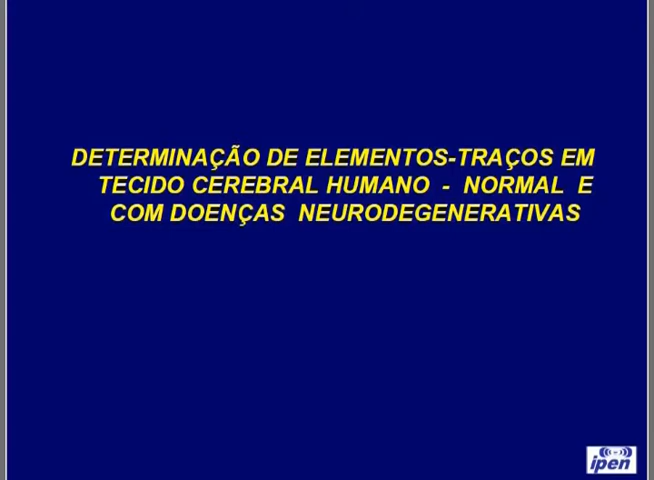 DETERMINAÇÃO DE ELEMENTOS-TRAÇOS EM
TECIDO CEREBRAL HUMANO - NORMAL E
COM DOENÇAS NEURODEGENERATIVAS
ipen